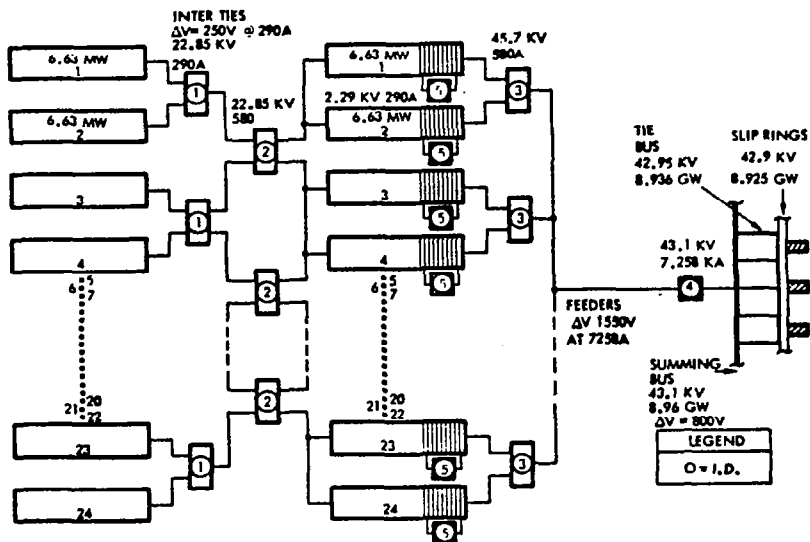 INTER TIES
ΔV= 250V @ 290A
22.85 KV
290A
6.63 MW
1
6.63 MW
2
3
4
5
6 7
20
21 22
23
24
1
1
1
22.85 KV
580
2
2
2
6.63 MW
1
5
2.29 KV 290A
6.63 MW
2
5
3
5
4
5
5
6 7
20
21 22
23
5
24
5
45.7 KV
580A
3
3
3
FEEDERS
ΔV 1550V
AT 7258A
43.1 KV
7,258 KA
4
TIE
BUS
42.95 KV
8.936 GW
SLIP RINGS
42.9 KV
8.925 GW
SUMMING
BUS
43.1 KV
8.96 GW
ΔV = 800V
LEGEND
O = I.D.